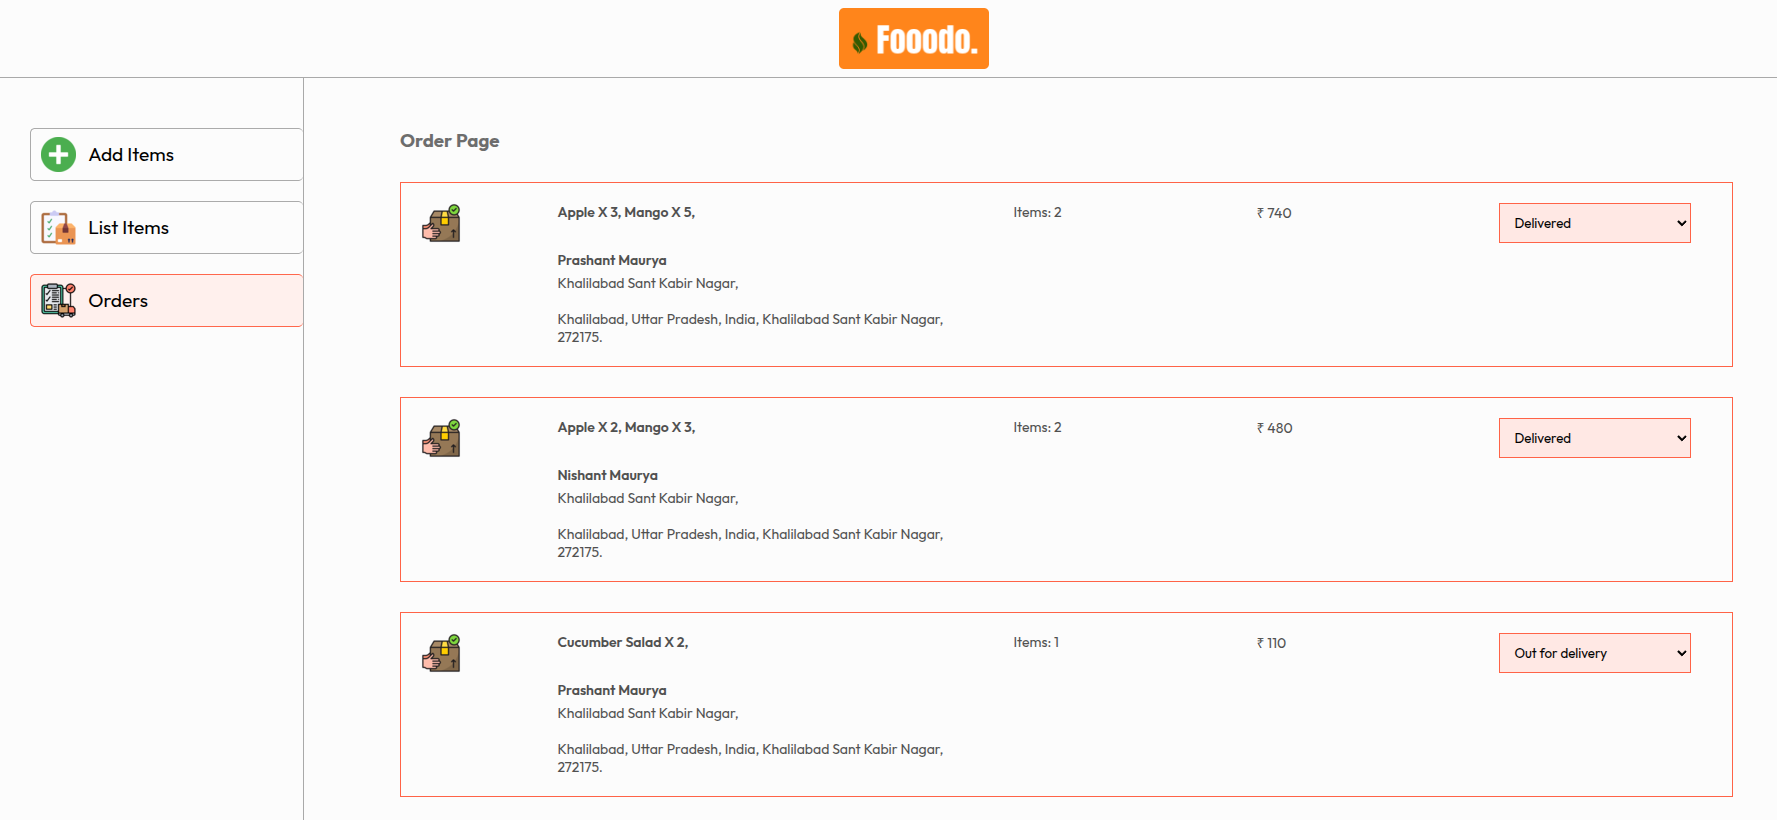 Fooodo.
Add Items
List Items
Orders
Order Page
Apple X 3, Mango X 5,
Items: 2
₹ 740
Delivered
Prashant Maurya
Khalilabad Sant Kabir Nagar,
Khalilabad, Uttar Pradesh, India, Khalilabad Sant Kabir Nagar,
272175.
Apple X 2, Mango X 3,
Items: 2
₹ 480
Delivered
Nishant Maurya
Khalilabad Sant Kabir Nagar,
Khalilabad, Uttar Pradesh, India, Khalilabad Sant Kabir Nagar,
272175.
Cucumber Salad X 2,
Items: 1
₹ 110
Out for delivery
Prashant Maurya
Khalilabad Sant Kabir Nagar,
Khalilabad, Uttar Pradesh, India, Khalilabad Sant Kabir Nagar,
272175.